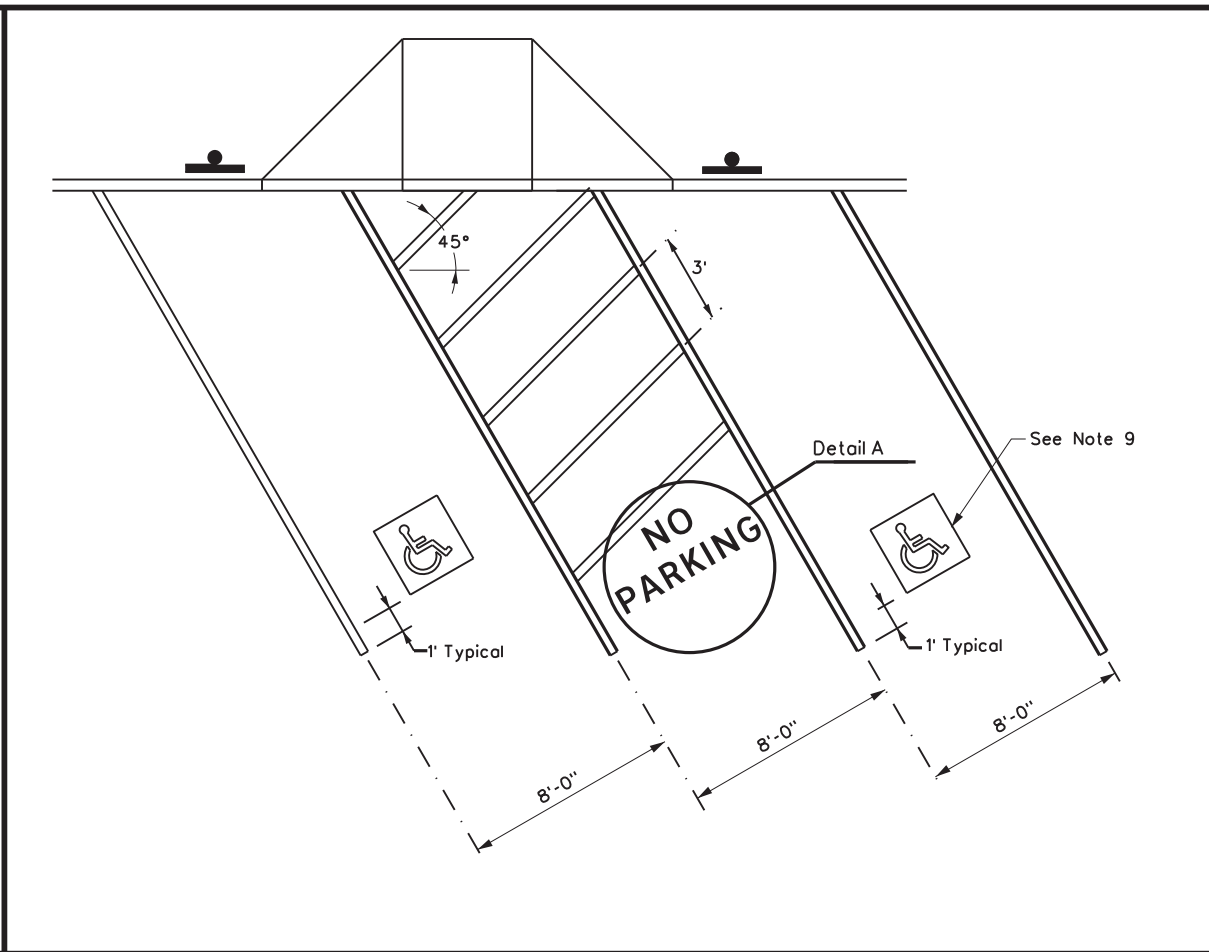 45°
3'
Detail A
See Note 9
NO
PARKING
1' Typical
1' Typical
8'-0"
8'-0"
8'-0"